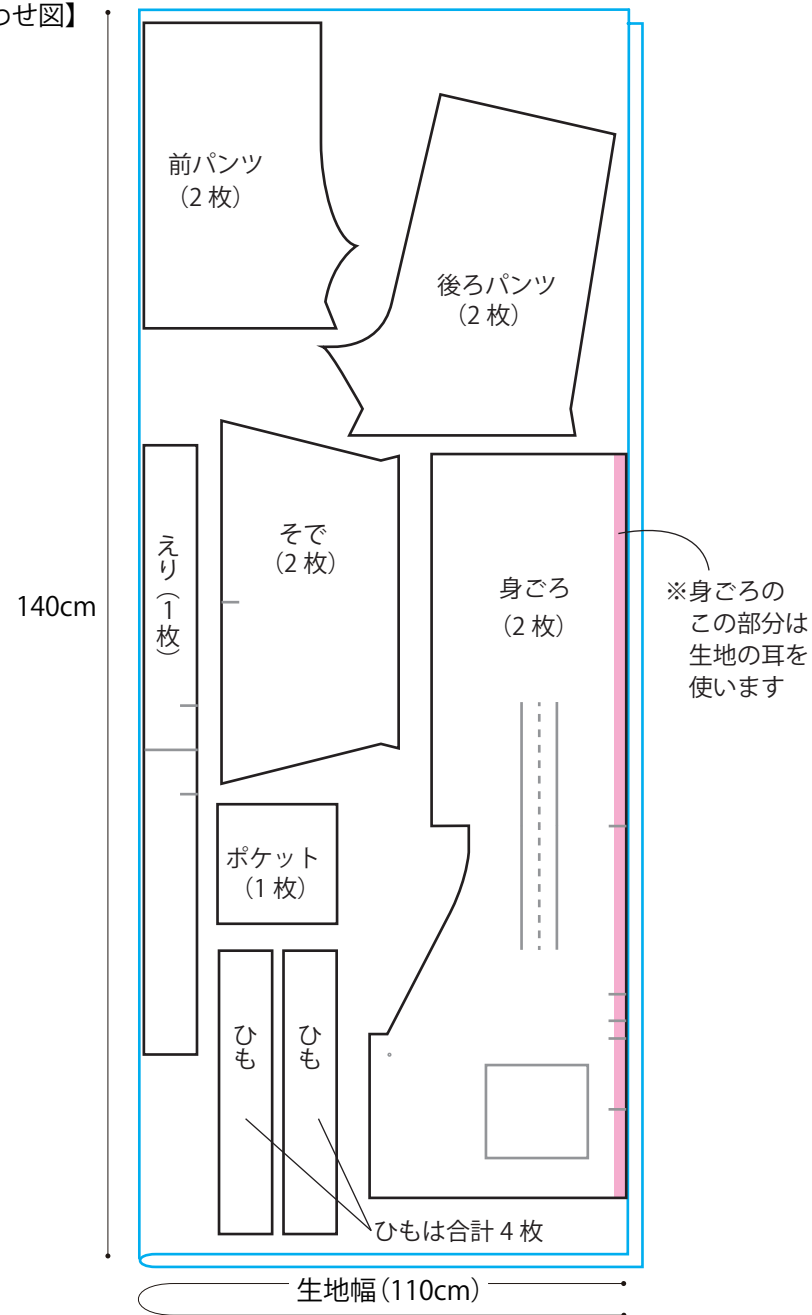 わせ図】
前パンツ
（2 枚）
後ろパンツ
（2 枚）
えり（1枚）
そで
（2 枚）
身ごろ
（2 枚）
140cm
※身ごろの
この部分は
生地の耳を
使います
ポケット
（1 枚）
ひも
ひも
ひもは合計 4 枚
生地幅（110cm）